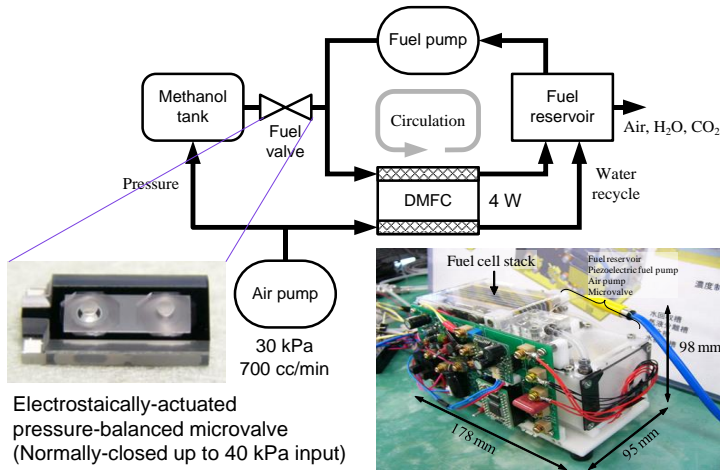 Fuel pump
Methanol
tank
Fuel
valve
Circulation
Fuel
reservoir
Air, H₂O, CO₂
Pressure
DMFC
4 W
Water
recycle
Air pump
30 kPa
700 cc/min
Electrostaically-actuated
pressure-balanced microvalve
(Normally-closed up to 40 kPa input)
Fuel cell stack
Fuel reservoir
Piezoelectric fuel pump
Air pump
Microvalve
98 mm
178 mm
95 mm